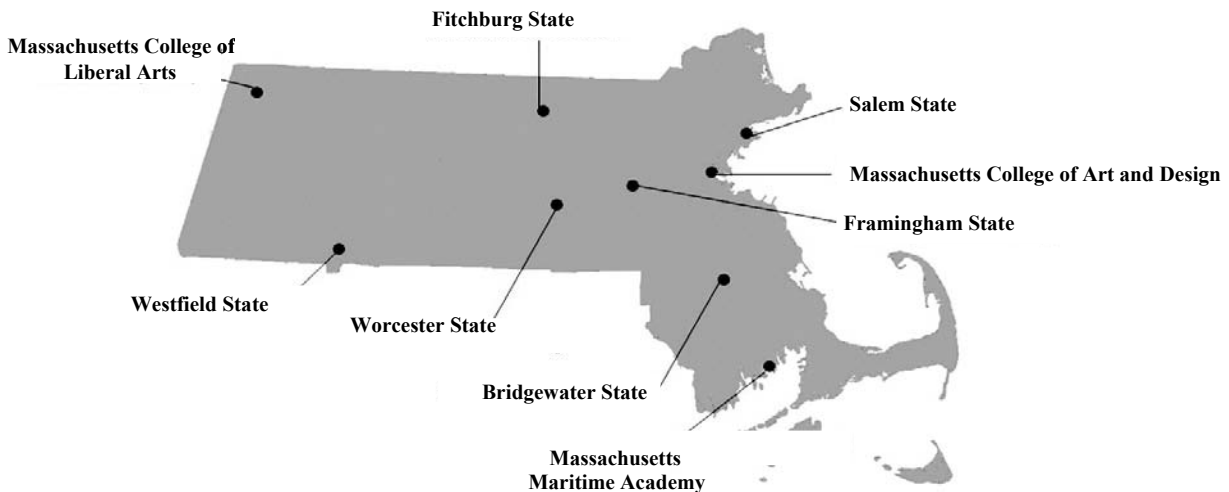 Fitchburg State
Massachusetts College of
Liberal Arts
Salem State
Massachusetts College of Art and Design
Framingham State
Westfield State
Worcester State
Bridgewater State
Massachusetts
Maritime Academy